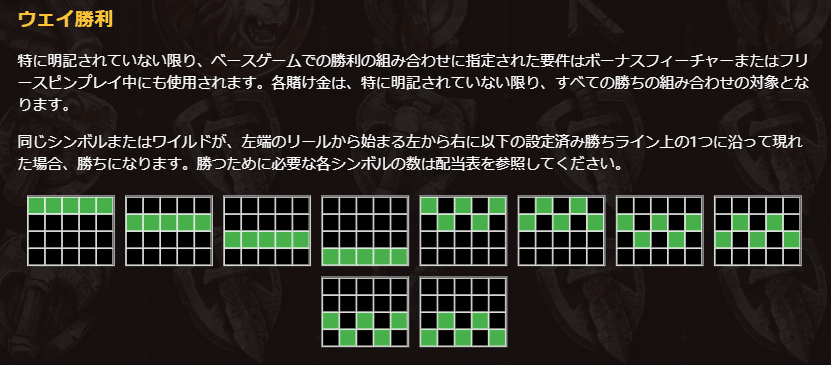 ウェイ勝利
特に明記されていない限り、ベースゲームでの勝利の組み合わせに指定された要件はボーナスフィーチャーまたはフリ
ースピンプレイ中にも使用されます。各賭け金は、特に明記されていない限り、すべての勝ちの組み合わせの対象とな
ります。
同じシンボルまたはワイルドが、左端のリールから始まる左から右に以下の設定済み勝ちライン上の1つに沿って現れ
た場合、勝ちになります。勝つために必要な各シンボルの数は配当表を参照してください。